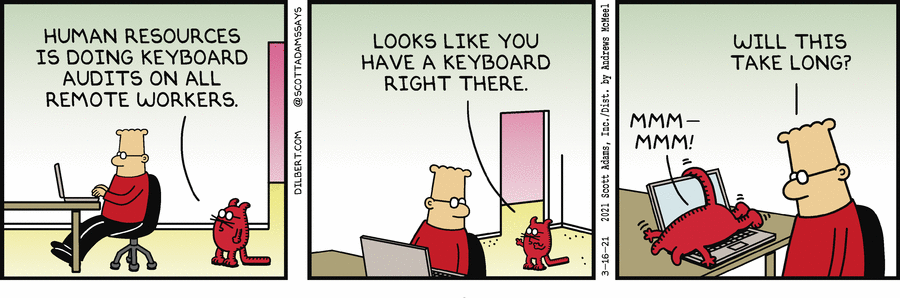 HUMAN RESOURCES
IS DOING KEYBOARD
AUDITS ON ALL
REMOTE WORKERS.
DILBERT.COM @SCOTTADAMSSAYS
LOOKS LIKE YOU
HAVE A KEYBOARD
RIGHT THERE.
3-16-21 2021 Scott Adams, Inc./Dist. by Andrews McMeel
WILL THIS
TAKE LONG?
MMM—
MMM!